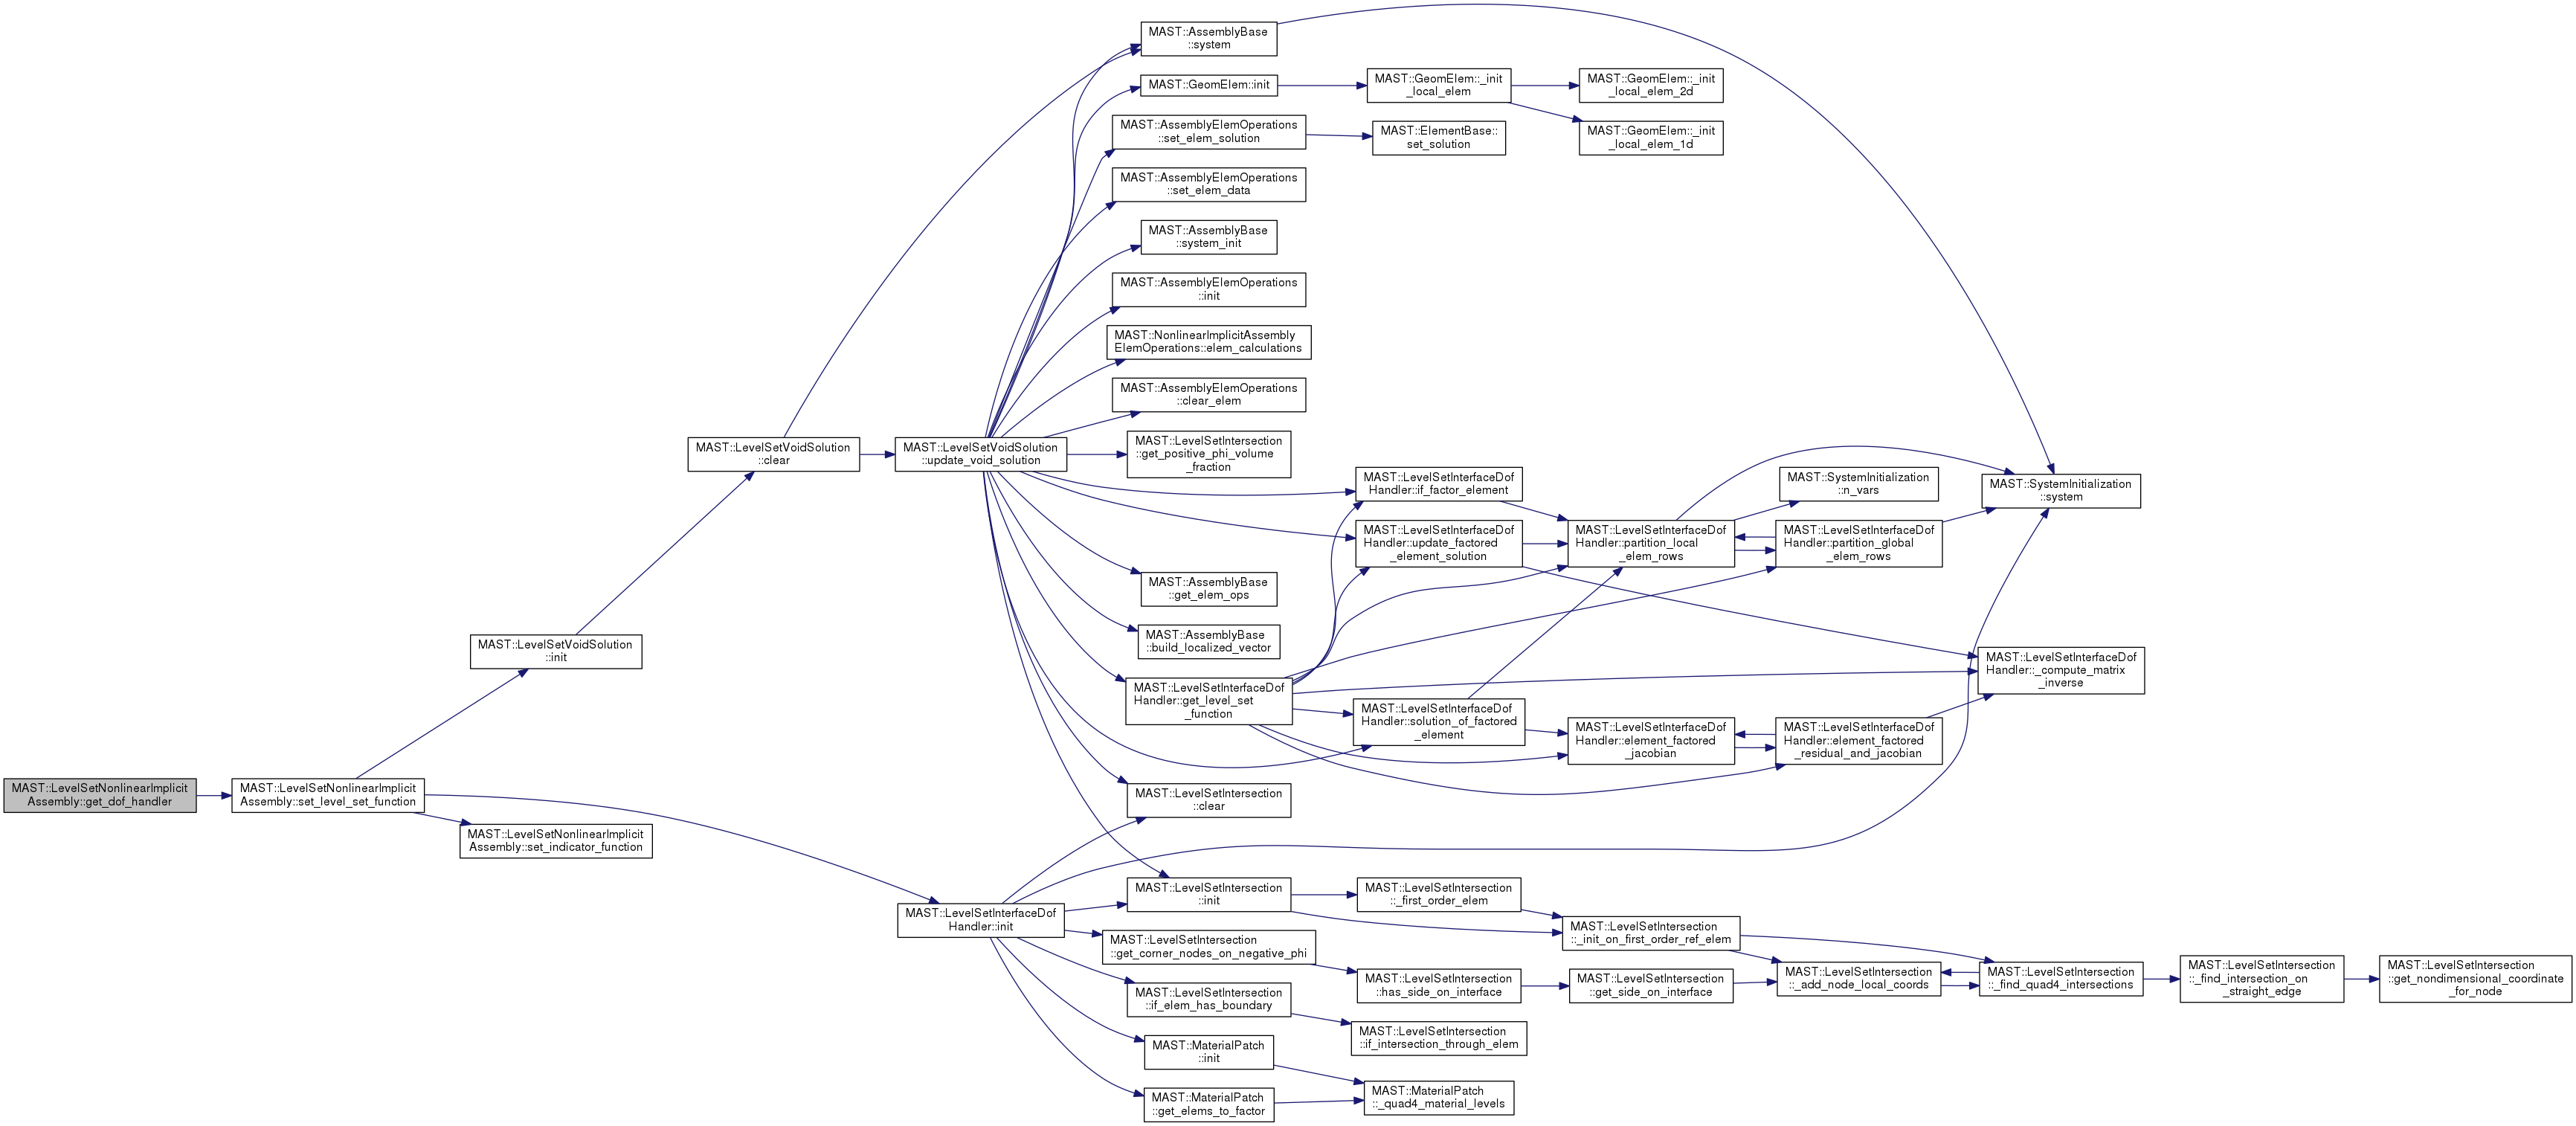 MAST::LevelSetNonlinearImplicit
Assembly::get_dof_handler
MAST::LevelSetNonlinearImplicit
Assembly::set_level_set_function
MAST::LevelSetVoidSolution
::init
MAST::LevelSetNonlinearImplicit
Assembly::set_indicator_function
MAST::LevelSetVoidSolution
::clear
MAST::LevelSetVoidSolution
::update_void_solution
MAST::LevelSetInterfaceDof
Handler::init
MAST::AssemblyBase
::system
MAST::GeomElem::init
MAST::AssemblyElemOperations
::set_elem_solution
MAST::AssemblyElemOperations
::set_elem_data
MAST::AssemblyBase
::system_init
MAST::AssemblyElemOperations
::init
MAST::NonlinearImplicitAssembly
ElemOperations::elem_calculations
MAST::AssemblyElemOperations
::clear_elem
MAST::LevelSetIntersection
::get_positive_phi_volume
_fraction
MAST::AssemblyBase
::get_elem_ops
MAST::AssemblyBase
::build_localized_vector
MAST::LevelSetInterfaceDof
Handler::get_level_set
_function
MAST::LevelSetIntersection
::clear
MAST::LevelSetIntersection
::init
MAST::LevelSetIntersection
::get_corner_nodes_on_negative_phi
MAST::LevelSetIntersection
::if_elem_has_boundary
MAST::MaterialPatch
::init
MAST::MaterialPatch
::get_elems_to_factor
MAST::GeomElem::_init
_local_elem
MAST::ElementBase::
set_solution
MAST::LevelSetInterfaceDof
Handler::if_factor_element
MAST::LevelSetInterfaceDof
Handler::update_factored
_element_solution
MAST::LevelSetInterfaceDof
Handler::solution_of_factored
_element
MAST::LevelSetIntersection
::_first_order_elem
MAST::LevelSetIntersection
::has_side_on_interface
MAST::LevelSetIntersection
::if_intersection_through_elem
MAST::MaterialPatch
::_quad4_material_levels
MAST::GeomElem::_init
_local_elem_2d
MAST::GeomElem::_init
_local_elem_1d
MAST::LevelSetInterfaceDof
Handler::partition_local
_elem_rows
MAST::LevelSetInterfaceDof
Handler::element_factored
_jacobian
MAST::LevelSetIntersection
::_init_on_first_order_ref_elem
MAST::LevelSetIntersection
::get_side_on_interface
MAST::SystemInitialization
::n_vars
MAST::LevelSetInterfaceDof
Handler::partition_global
_elem_rows
MAST::LevelSetInterfaceDof
Handler::element_factored
_residual_and_jacobian
MAST::LevelSetIntersection
::_add_node_local_coords
MAST::SystemInitialization
::system
MAST::LevelSetInterfaceDof
Handler::_compute_matrix
_inverse
MAST::LevelSetIntersection
::_find_quad4_intersections
MAST::LevelSetIntersection
::_find_intersection_on
_straight_edge
MAST::LevelSetIntersection
::get_nondimensional_coordinate
_for_node